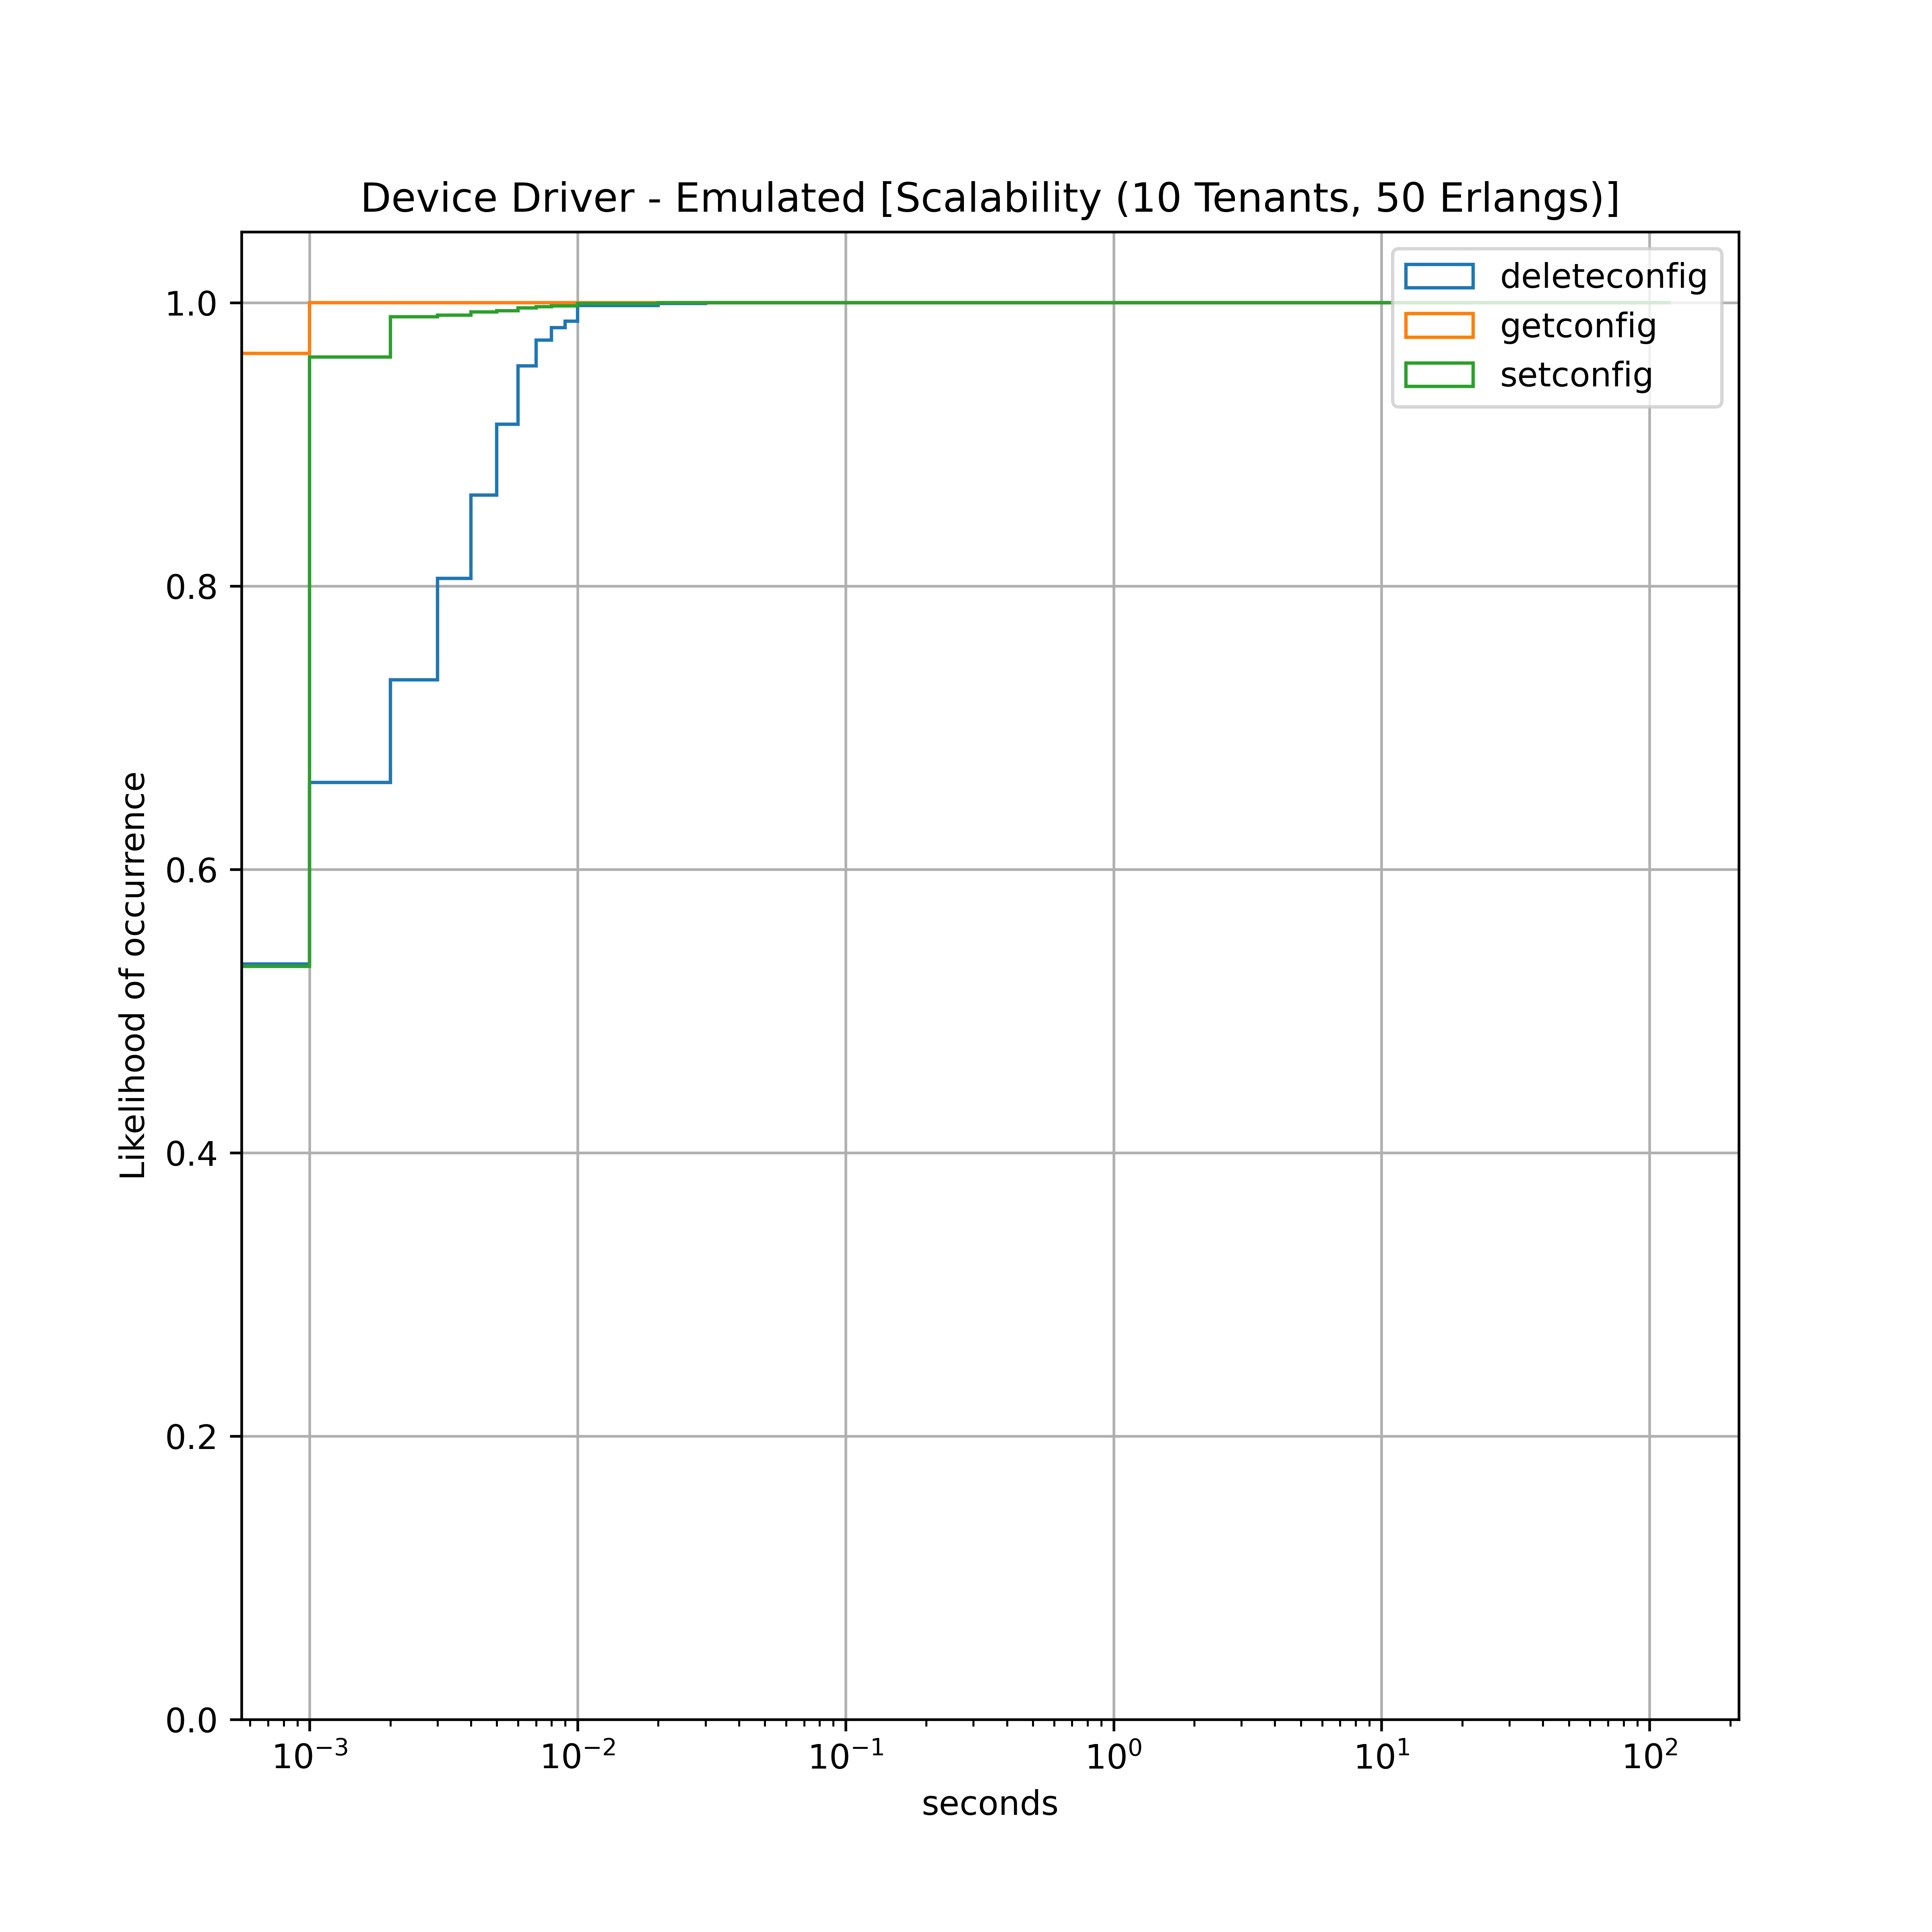 Device Driver - Emulated [Scalability (10 Tenants, 50 Erlangs)]
deleteconfig
getconfig
setconfig
Likelihood of occurrence
1.0
0.8
0.6
0.4
0.2
0.0
10⁻³ 10⁻² 10⁻¹ 10⁰ 10¹ 10²
seconds